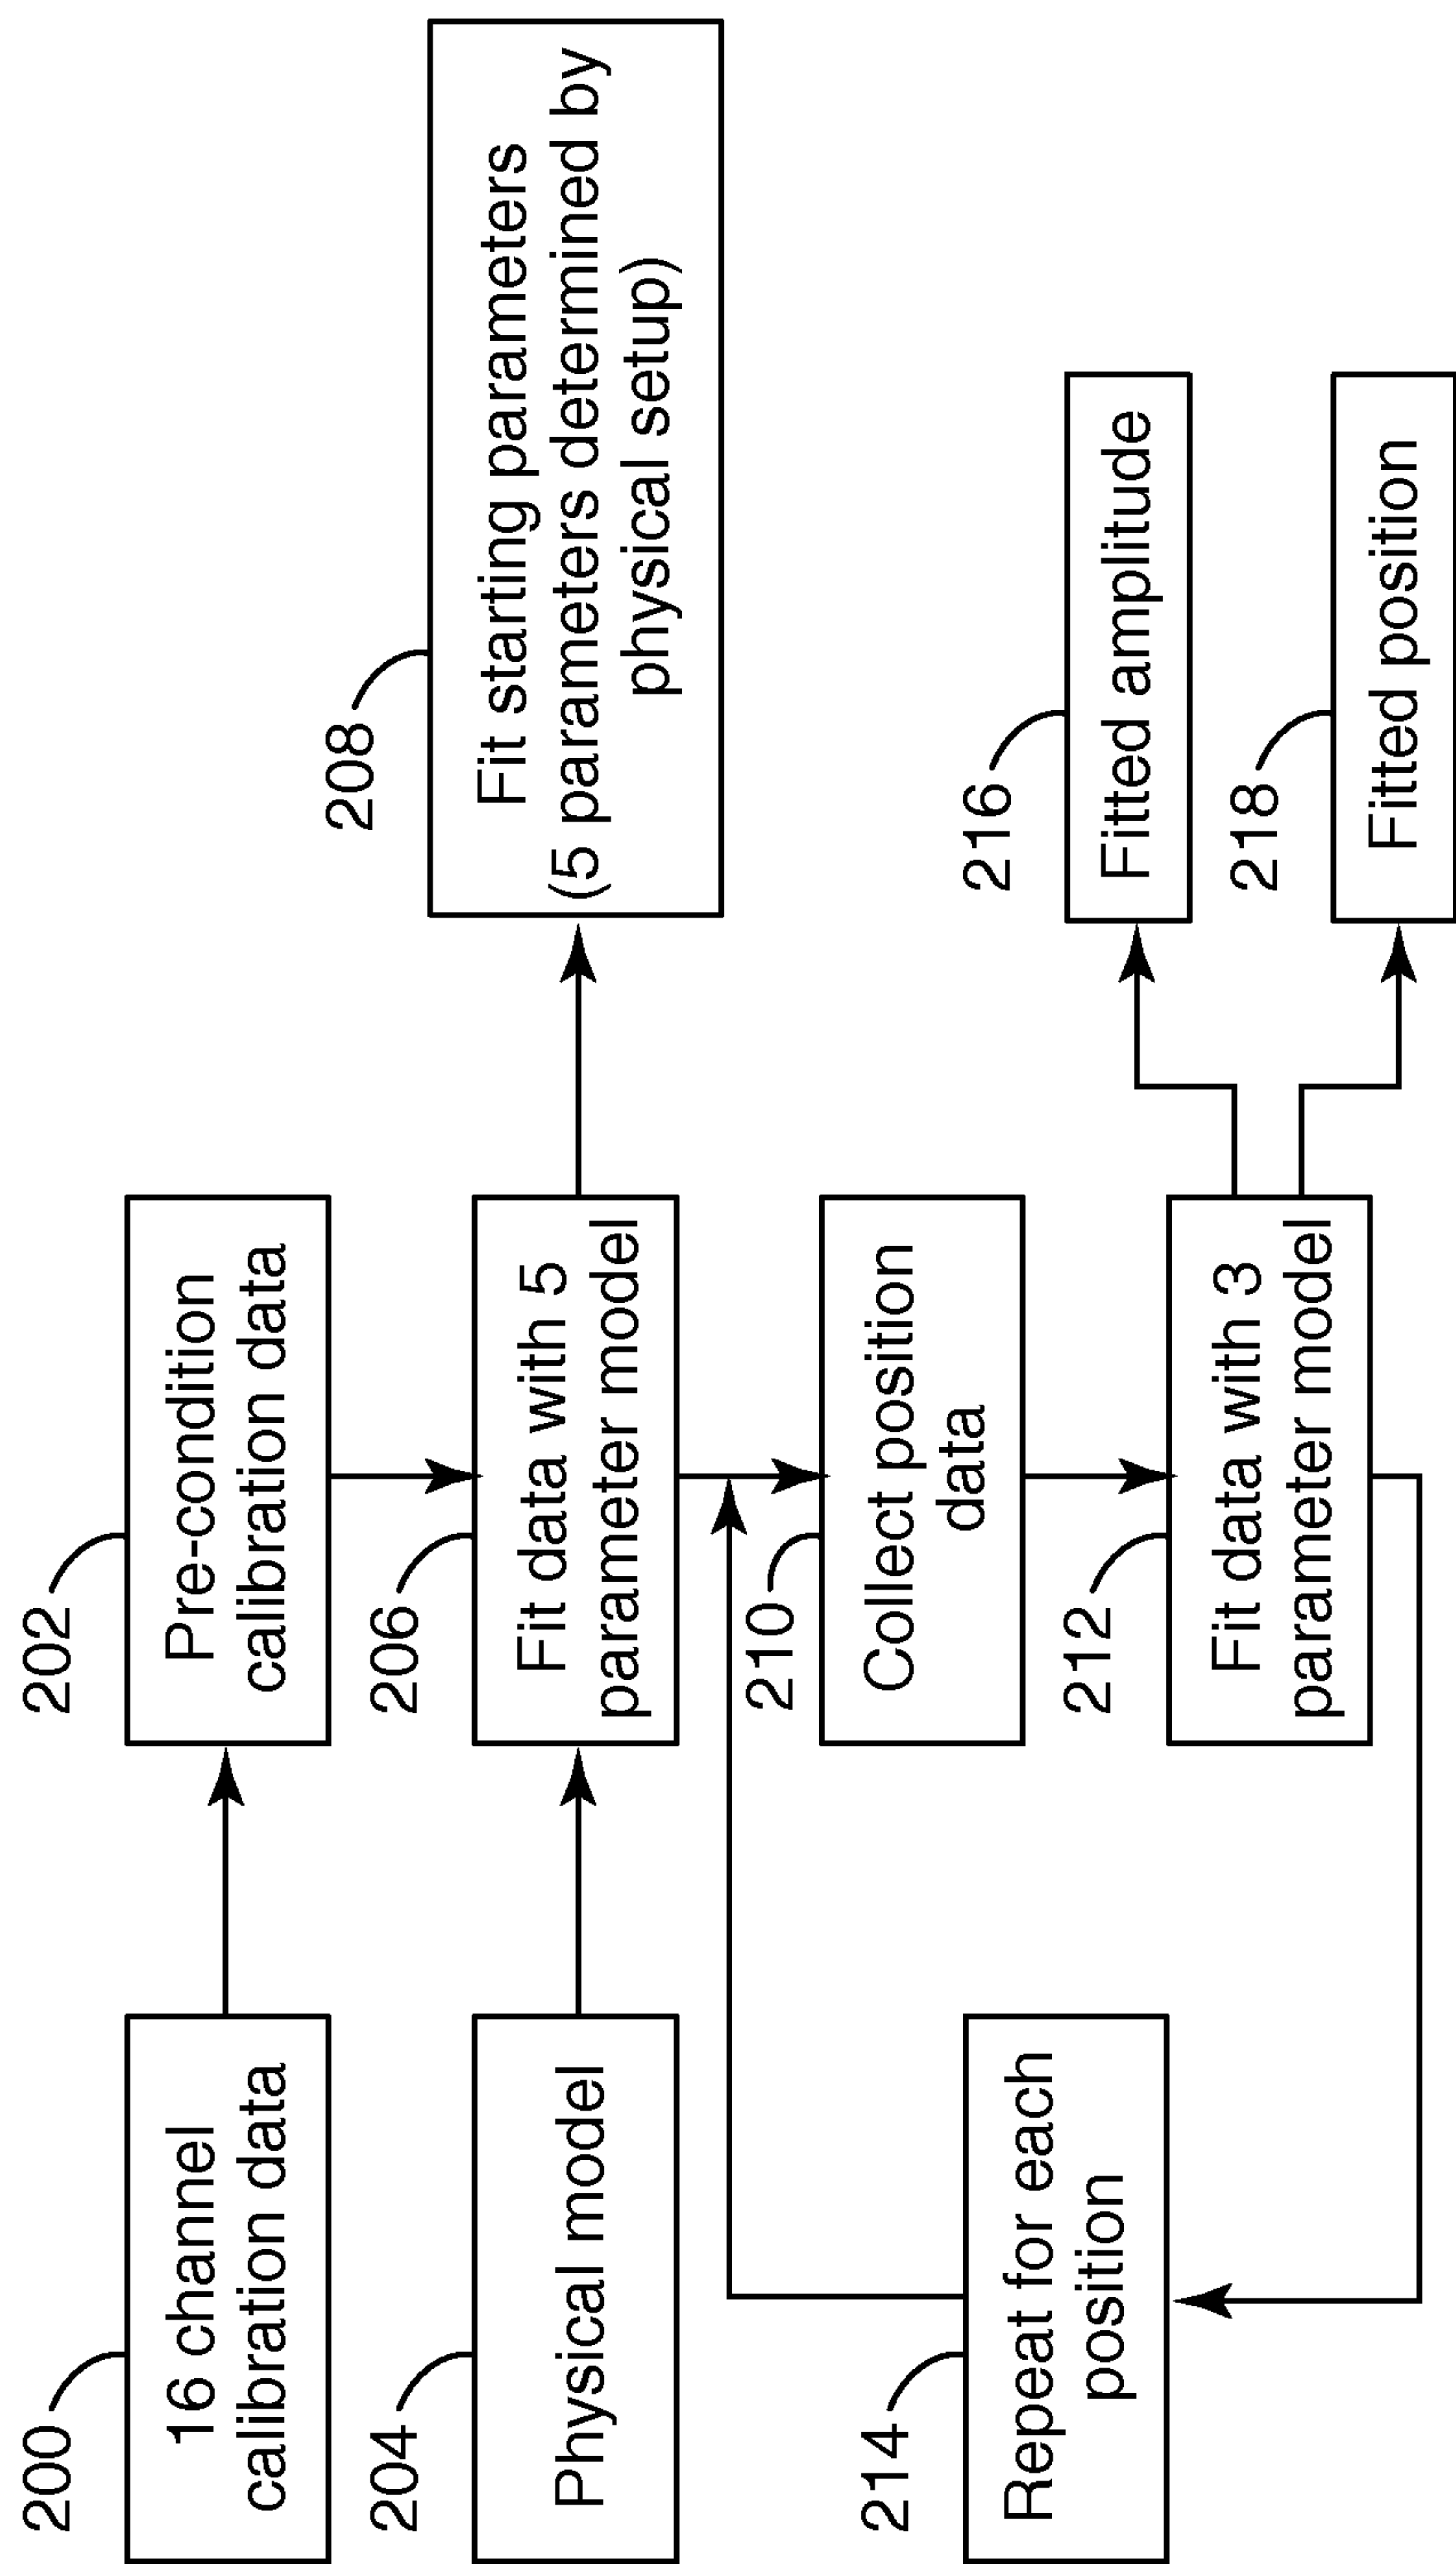 200
16 channel
calibration data
202
Pre-condition
calibration data
204
Physical model
206
Fit data with 5
parameter model
208
Fit starting parameters
(5 parameters determined by
physical setup)
210
Collect position
data
214
Repeat for each
position
212
Fit data with 3
parameter model
216
Fitted amplitude
218
Fitted position